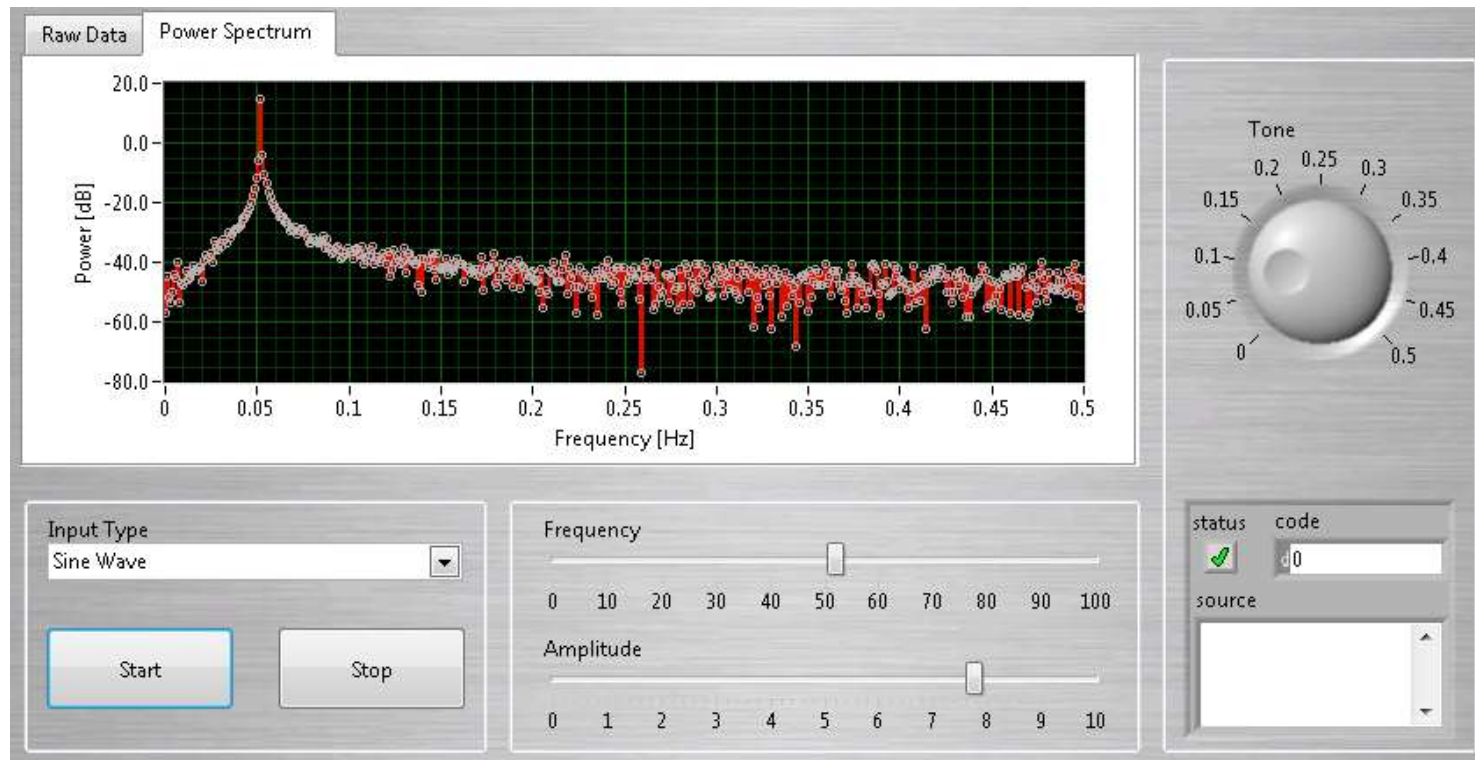 Raw Data
Power Spectrum
20.0
0.0
-20.0
-40.0
-60.0
-80.0
Power [dB]
0 0.05 0.1 0.15 0.2 0.25 0.3 0.35 0.4 0.45 0.5
Frequency [Hz]
Tone
0 0.05 0.1 0.15 0.2 0.25 0.3 0.35 0.4 0.45 0.5
Input Type
Sine Wave
Start
Stop
Frequency
0 10 20 30 40 50 60 70 80 90 100
Amplitude
0 1 2 3 4 5 6 7 8 9 10
status
code
d0
source